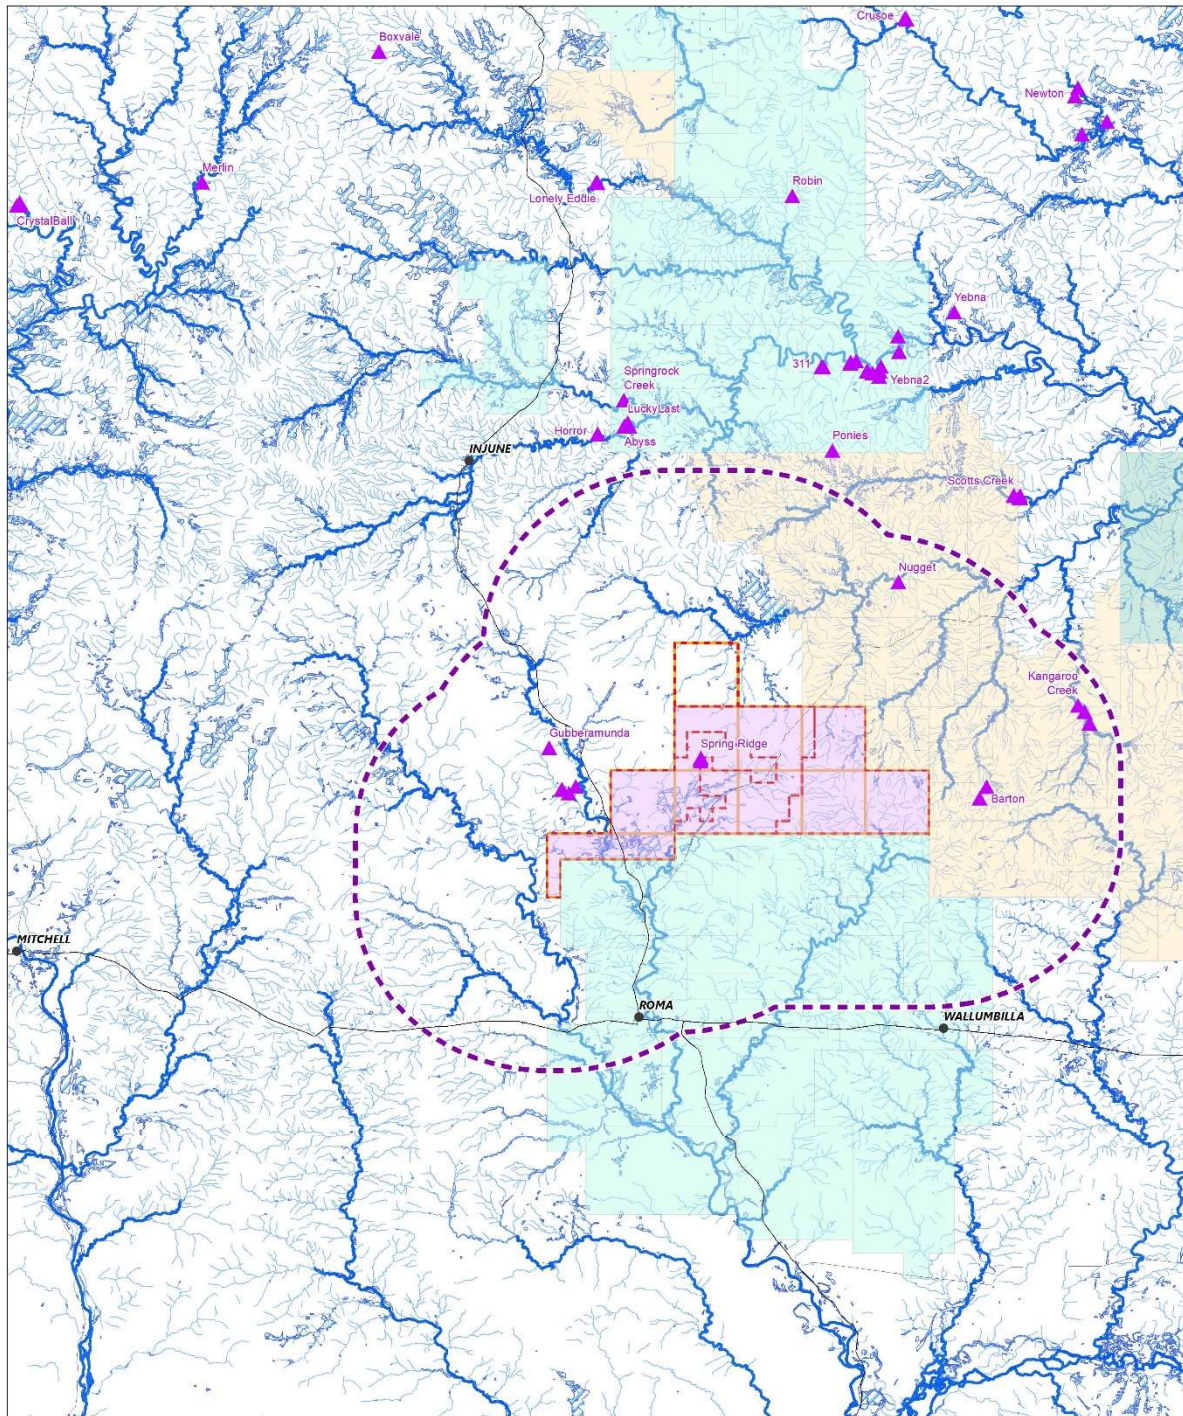 Crusoe
Boxvale
Newton
Merlin
Lonely Eddie
Robin
CrystalBall
Yebna
311
Yebna2
Springrock
Creek
LuckyLast
Horror
Abyss
Ponies
INJUNE
Scotts Creek
Nugget
Kangaroo
Creek
Gubberamunda
Spring Ridge
Barton
MITCHELL
ROMA
WALLUMBILLA